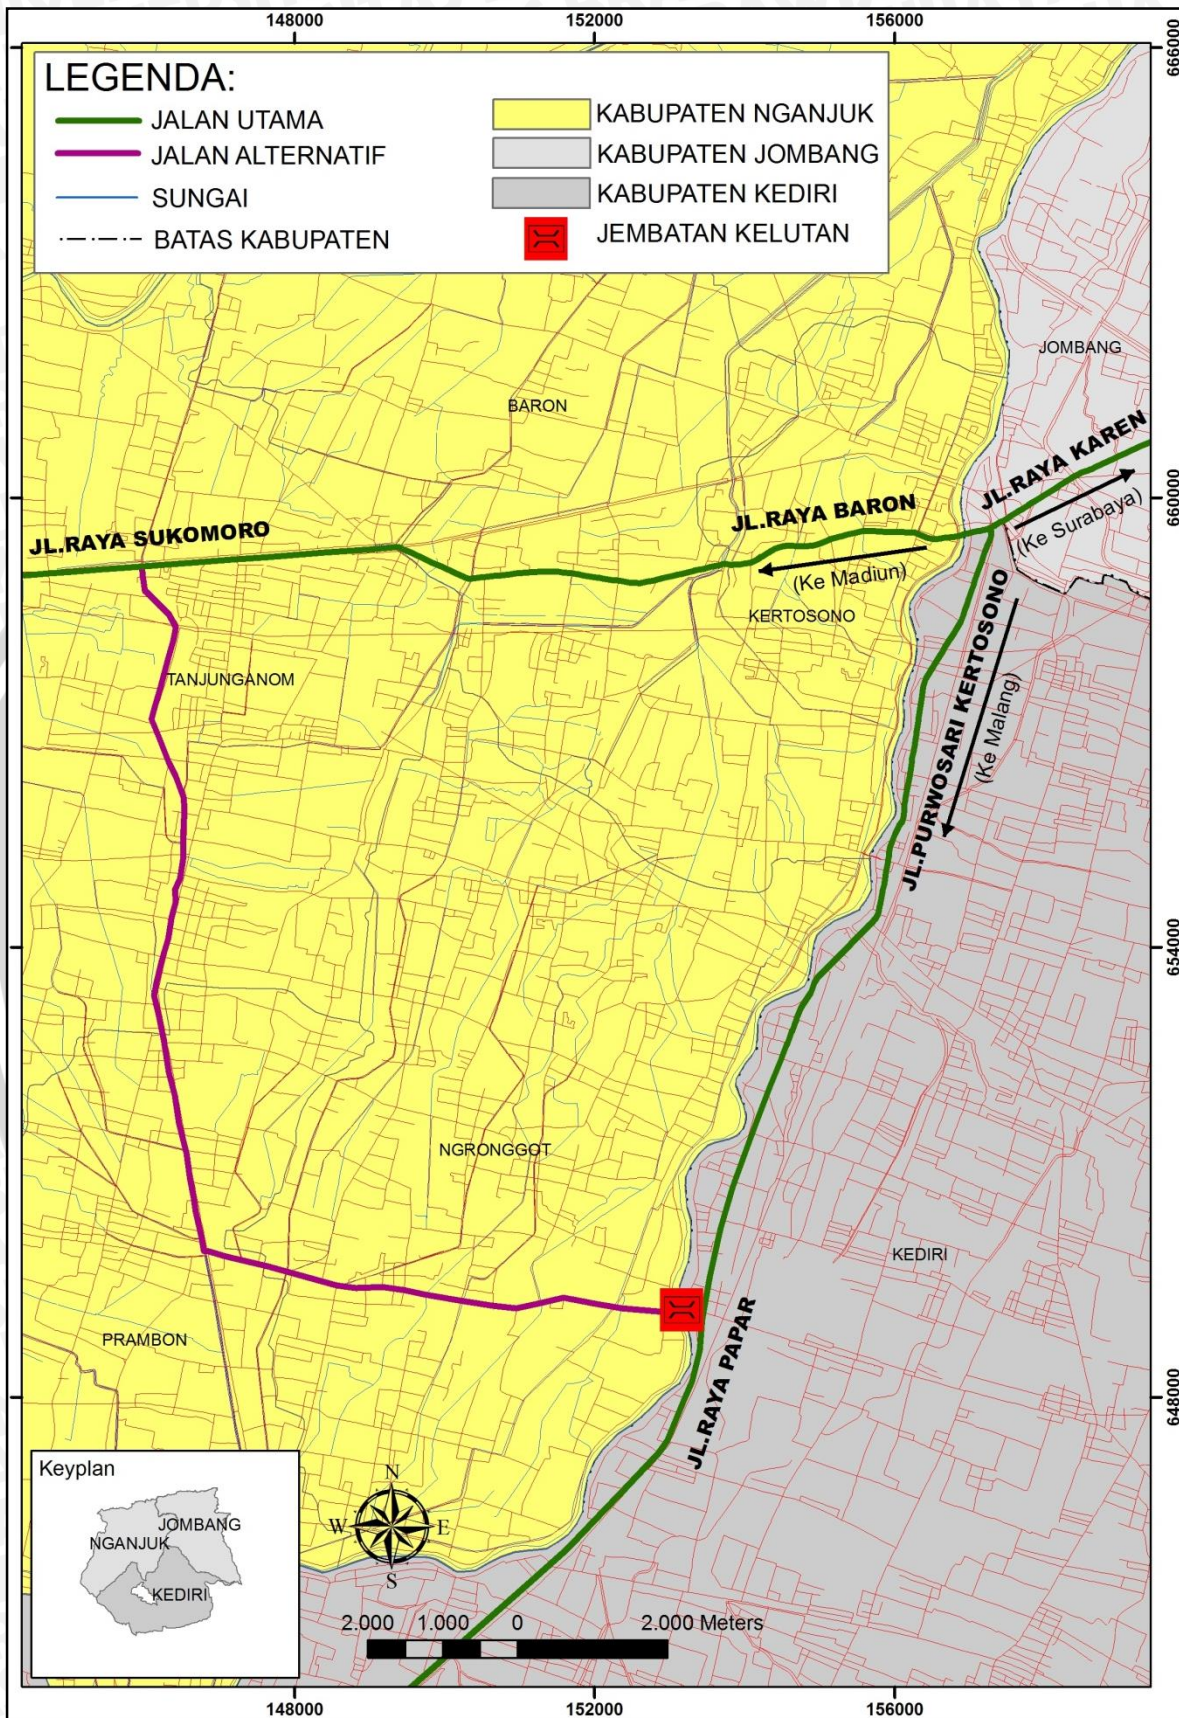 148000
152000
156000
666000
LEGENDA:
JALAN UTAMA
JALAN ALTERNATIF
SUNGAI
BATAS KABUPATEN
KABUPATEN NGANJUK
KABUPATEN JOMBANG
KABUPATEN KEDIRI
JEMBATAN KELUTAN
JOMBANG
BARON
JL.RAYA KAREN
(Ke Surabaya)
660000
JL.RAYA SUKOMORO
JL.RAYA BARON
(Ke Madiun)
KERTOSONO
JL.PURWOSARI KERTOSONO
(Ke Malang)
TANJUNGANOM
654000
NGRONGGOT
KEDIRI
PRAMBON
JL.RAYA PAPAR
648000
Keyplan
JOMBANG
NGANJUK
KEDIRI
N
W
E
S
2.000
1.000
0
2.000 Meters
148000
152000
156000